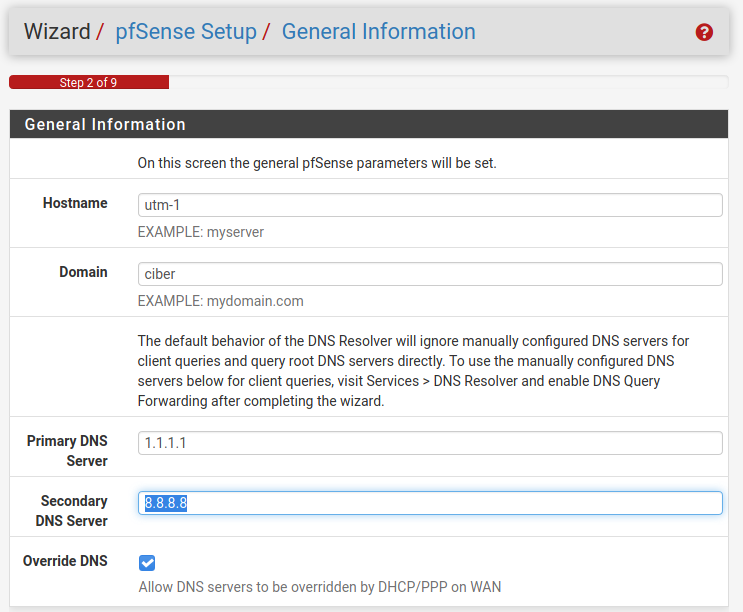 Wizard / pfSense Setup / General Information
Step 2 of 9
General Information
On this screen the general pfSense parameters will be set.
Hostname
utm-1
EXAMPLE: myserver
Domain
ciber
EXAMPLE: mydomain.com
The default behavior of the DNS Resolver will ignore manually configured DNS servers for
client queries and query root DNS servers directly. To use the manually configured DNS
servers below for client queries, visit Services > DNS Resolver and enable DNS Query
Forwarding after completing the wizard.
Primary DNS
Server
1.1.1.1
Secondary
DNS Server
8.8.8.8
Override DNS
Allow DNS servers to be overridden by DHCP/PPP on WAN